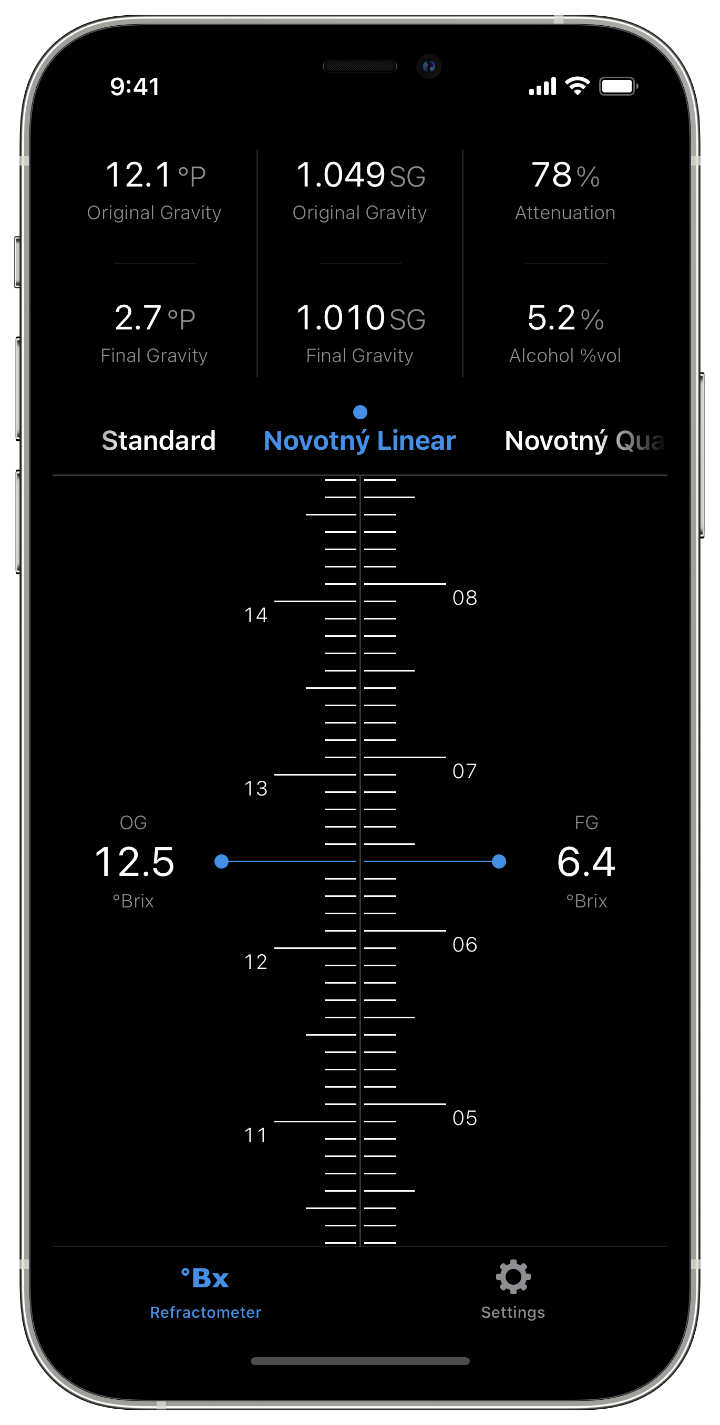 9:41
12.1 °P
Original Gravity
1.049 SG
Original Gravity
78 %
Attenuation
2.7 °P
Final Gravity
1.010 SG
Final Gravity
5.2 %
Alcohol %vol
Standard
Novotný Linear
Novotný Qua
08
14
07
13
OG
12.5
°Brix
FG
6.4
°Brix
06
12
05
11
°Bx
Refractometer
Settings